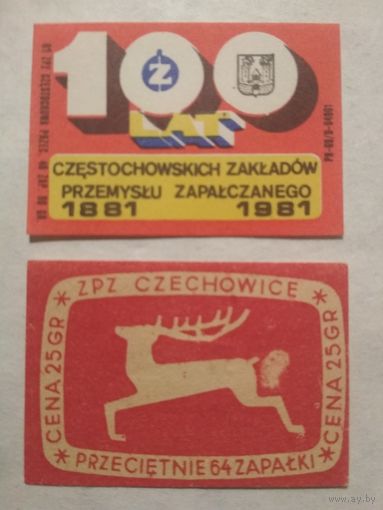 100
LAT
CZĘSTOCHOWSKICH ZAKŁADÓW
PRZEMYSŁU ZAPAŁCZANEGO
1881 1981
ZPZ CZECHOWICE
* CENA 25 GR *
* CENA 25 GR *
PRZECIĘTNIE 64 ZAPAŁKI
www.ay.by